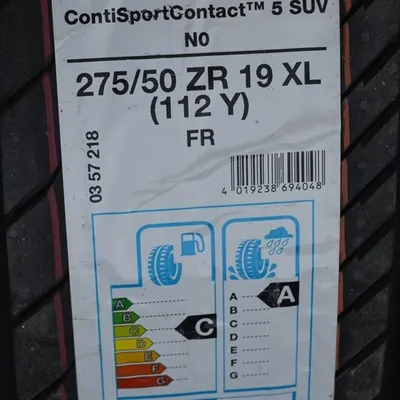 ContiSportContact™ 5 SUV
N0
275/50 ZR 19 XL
(112 Y)
FR
03 57 218
4 019238 694048
A
B
C
D
E
F
G
C
A
B
C
D
E
F
G
A